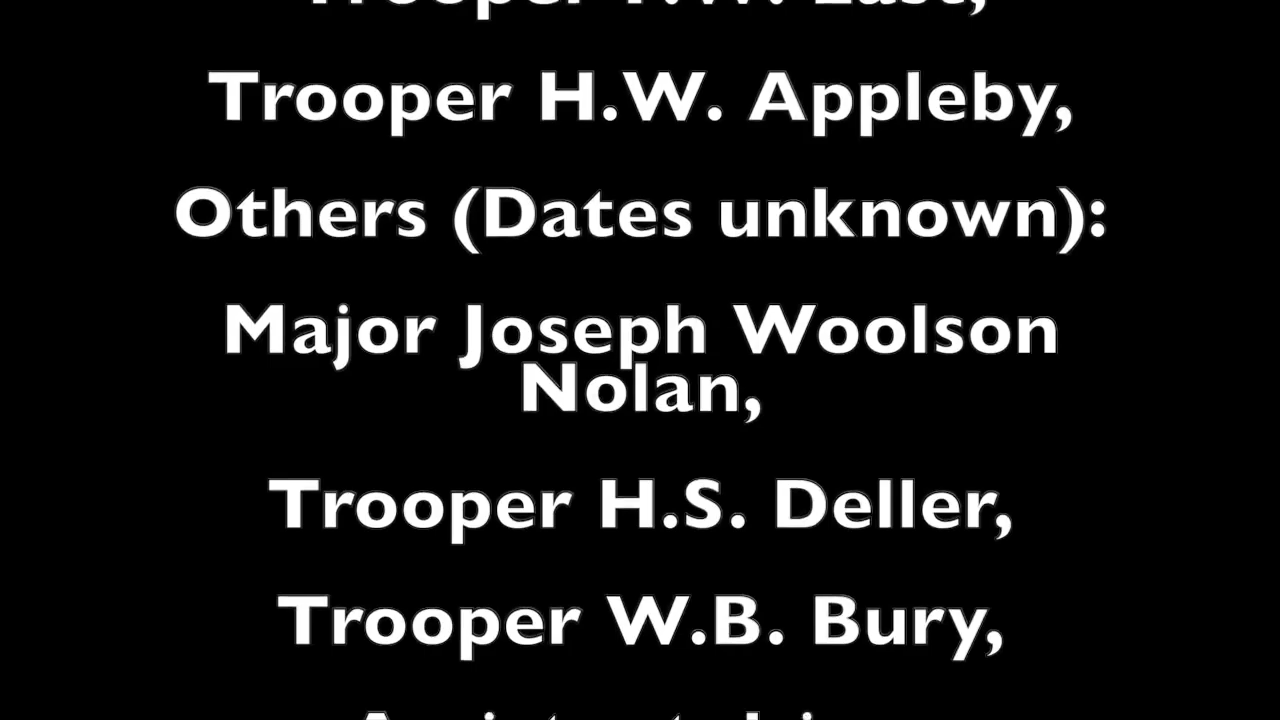 Trooper H.W. Appleby,
Others (Dates unknown):
Major Joseph Woolson
Nolan,
Trooper H.S. Deller,
Trooper W.B. Bury,